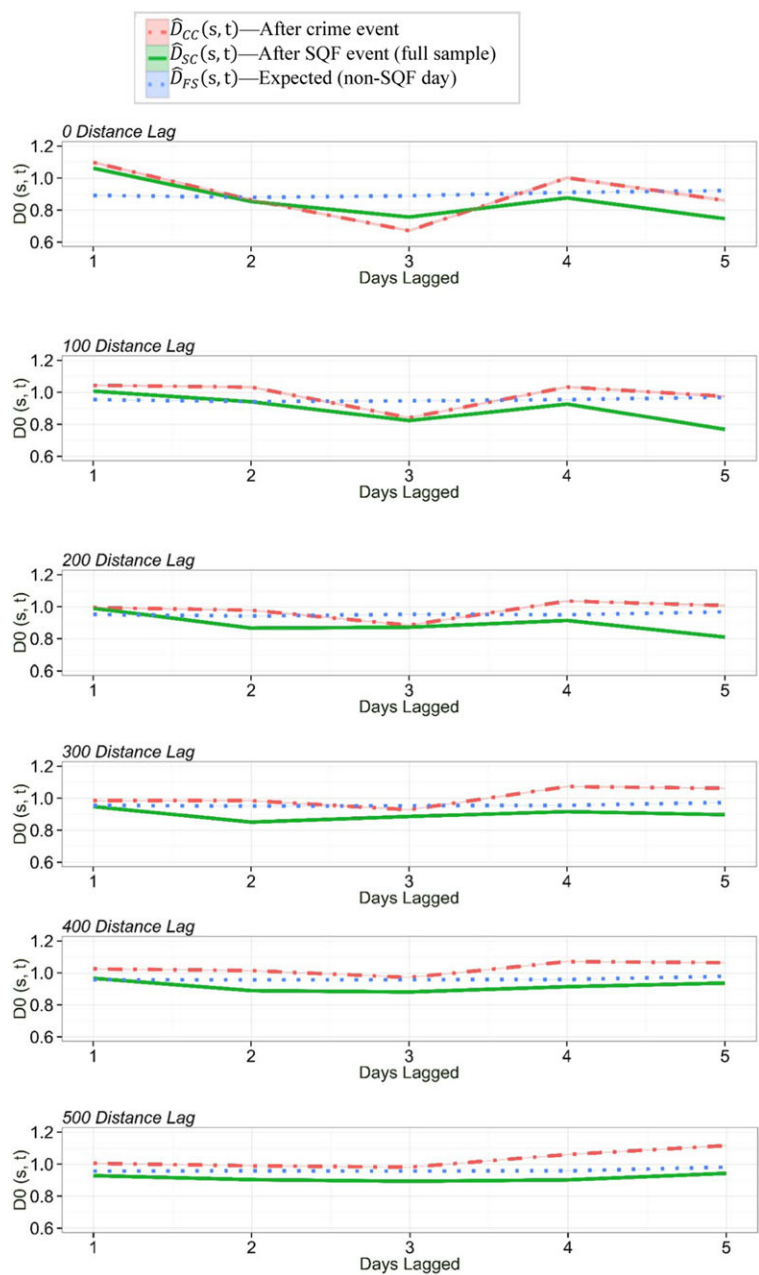 D̂_CC(s, t)—After crime event
D̂_SC(s, t)—After SQF event (full sample)
D̂_FS(s, t)—Expected (non-SQF day)
0 Distance Lag
D0 (s, t)
1.2
1.0
0.8
0.6
1 2 3 4 5
Days Lagged
100 Distance Lag
D0 (s, t)
1.2
1.0
0.8
0.6
1 2 3 4 5
Days Lagged
200 Distance Lag
D0 (s, t)
1.2
1.0
0.8
0.6
1 2 3 4 5
Days Lagged
300 Distance Lag
D0 (s, t)
1.2
1.0
0.8
0.6
1 2 3 4 5
Days Lagged
400 Distance Lag
D0 (s, t)
1.2
1.0
0.8
0.6
1 2 3 4 5
Days Lagged
500 Distance Lag
D0 (s, t)
1.2
1.0
0.8
0.6
1 2 3 4 5
Days Lagged